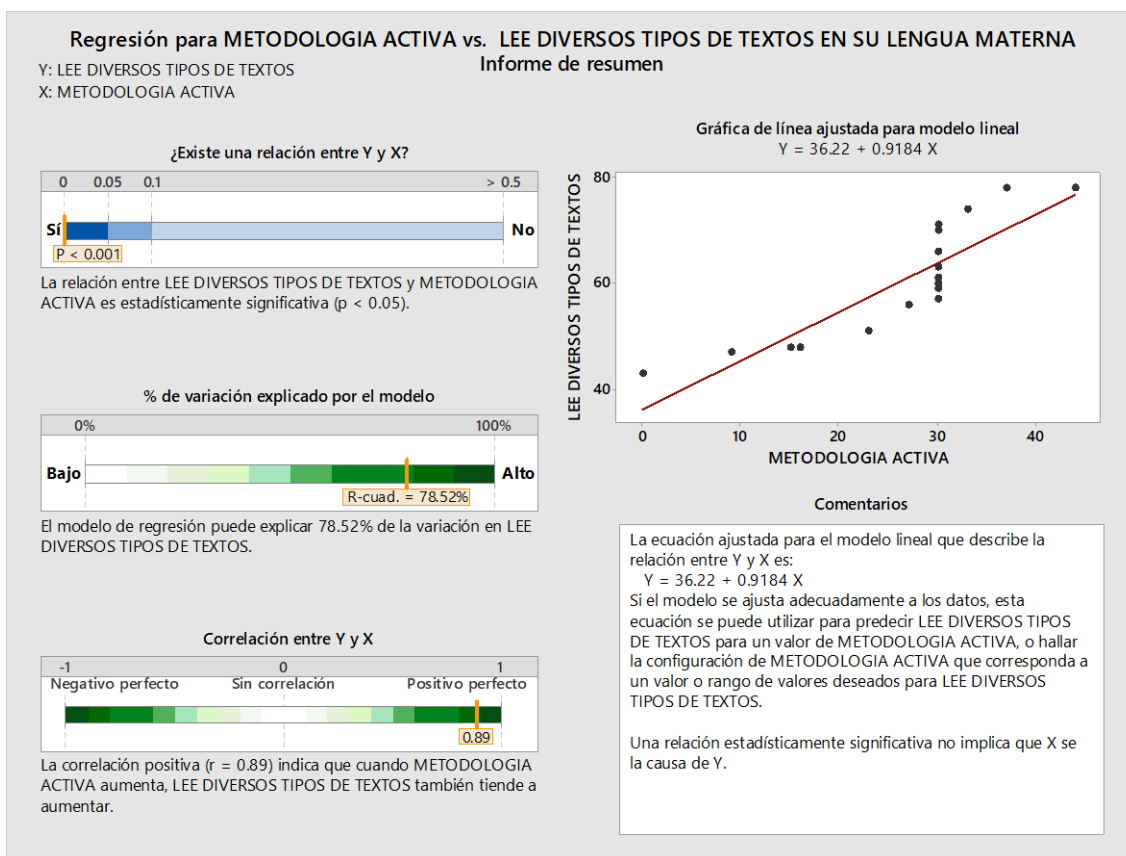 Regresión para METODOLOGIA ACTIVA vs. LEE DIVERSOS TIPOS DE TEXTOS EN SU LENGUA MATERNA
Informe de resumen
Y: LEE DIVERSOS TIPOS DE TEXTOS
X: METODOLOGIA ACTIVA
¿Existe una relación entre Y y X?
0 0.05 0.1 > 0.5
Sí No
P < 0.001
La relación entre LEE DIVERSOS TIPOS DE TEXTOS y METODOLOGIA
ACTIVA es estadísticamente significativa (p < 0.05).
% de variación explicado por el modelo
0% 100%
Bajo Alto
R-cuad. = 78.52%
El modelo de regresión puede explicar 78.52% de la variación en LEE
DIVERSOS TIPOS DE TEXTOS.
Correlación entre Y y X
-1 0 1
Negativo perfecto Sin correlación Positivo perfecto
0.89
La correlación positiva (r = 0.89) indica que cuando METODOLOGIA
ACTIVA aumenta, LEE DIVERSOS TIPOS DE TEXTOS también tiende a
aumentar.
Gráfica de línea ajustada para modelo lineal
Y = 36.22 + 0.9184 X
LEE DIVERSOS TIPOS DE TEXTOS
80
60
40
0 10 20 30 40
METODOLOGIA ACTIVA
Comentarios
La ecuación ajustada para el modelo lineal que describe la
relación entre Y y X es:
Y = 36.22 + 0.9184 X
Si el modelo se ajusta adecuadamente a los datos, esta
ecuación se puede utilizar para predecir LEE DIVERSOS TIPOS
DE TEXTOS para un valor de METODOLOGIA ACTIVA, o hallar
la configuración de METODOLOGIA ACTIVA que corresponda a
un valor o rango de valores deseados para LEE DIVERSOS
TIPOS DE TEXTOS.
Una relación estadísticamente significativa no implica que X se
la causa de Y.